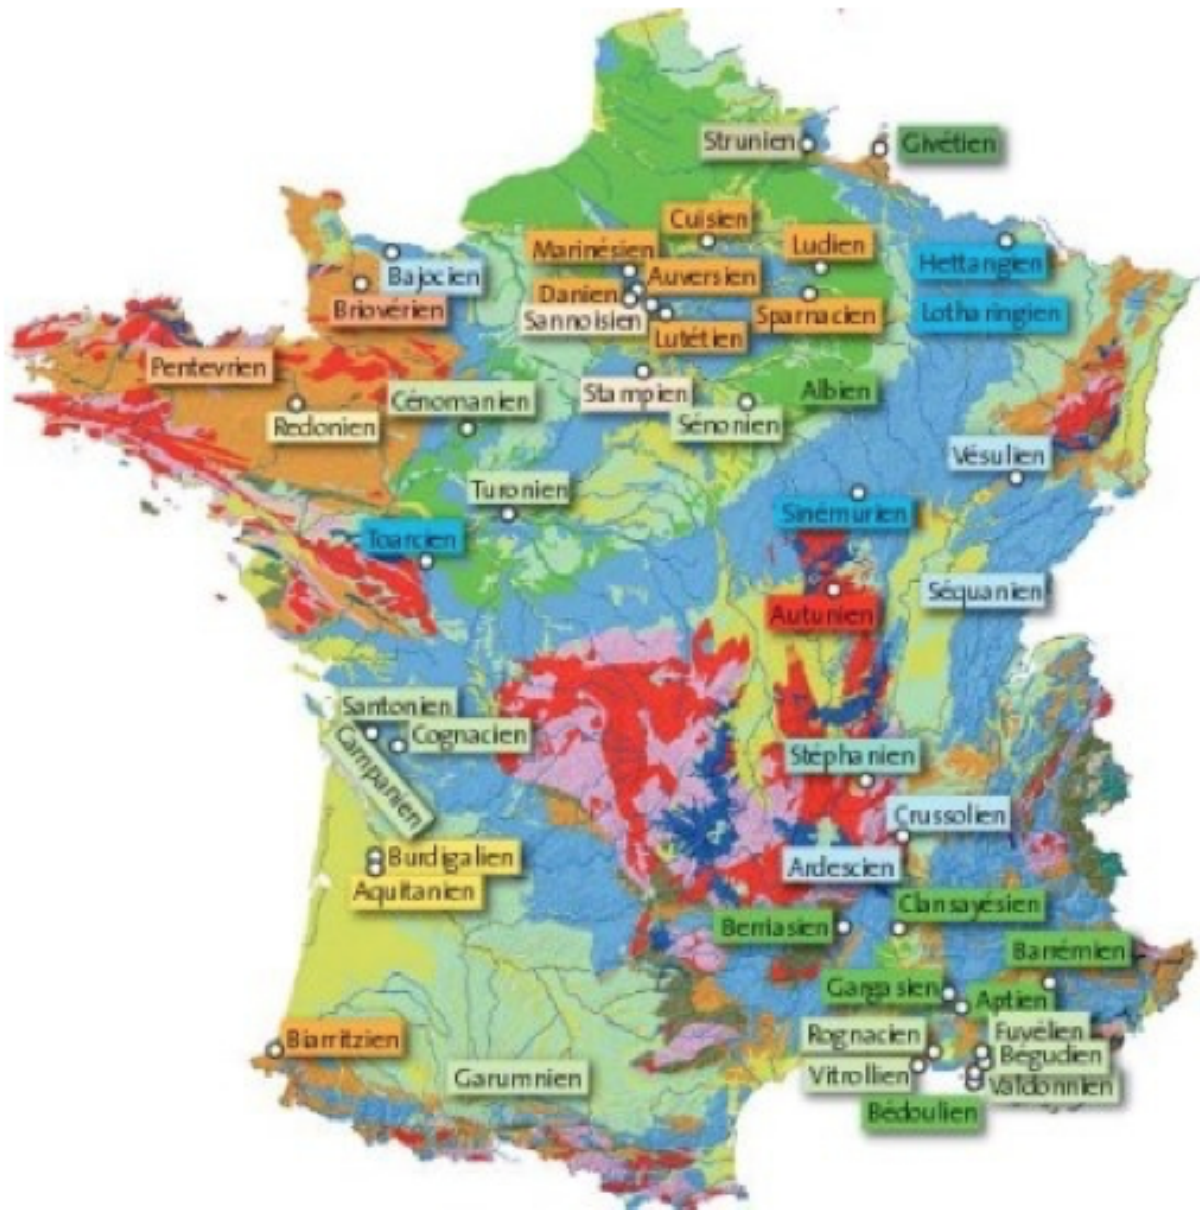 Strunien
Givétien
Cuisien
Marinésien
Ludien
Hettangien
Bajocien
Auversien
Danien
Briovérien
Sannoisien
Sparnacien
Lotharingien
Lutétien
Pentevrien
Stampien
Albien
Cénomanien
Redonien
Sénonien
Vésulien
Turonien
Sinémurien
Toarcien
Séquanien
Autunien
Santonien
Cognacien
Campanien
Stéphanien
Crussolien
Burdigalien
Ardescien
Aquitanien
Clansayésien
Berriasien
Barrémien
Gargasien
Aptien
Rognacien
Fuvélien
Biarritzien
Bégudien
Vitrollien
Valdonnien
Garumnien
Bédoulien